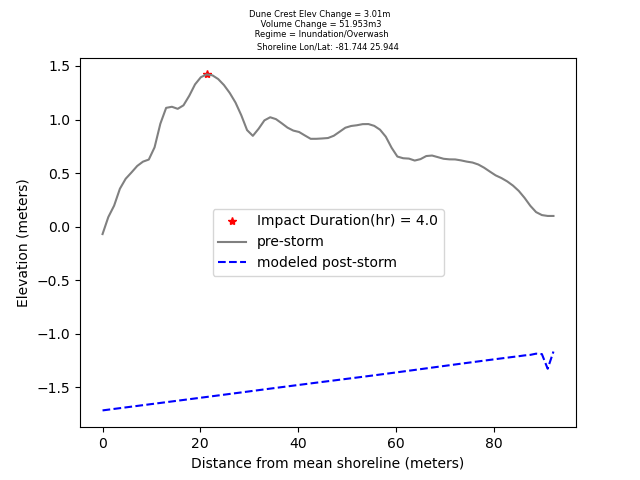 Dune Crest Elev Change = 3.01m
Volume Change = 51.953m3
Regime = Inundation/Overwash
Shoreline Lon/Lat: -81.744 25.944
1.5
1.0
0.5
0.0
−0.5
−1.0
−1.5
Elevation (meters)
Impact Duration(hr) = 4.0
pre-storm
modeled post-storm
0 20 40 60 80
Distance from mean shoreline (meters)